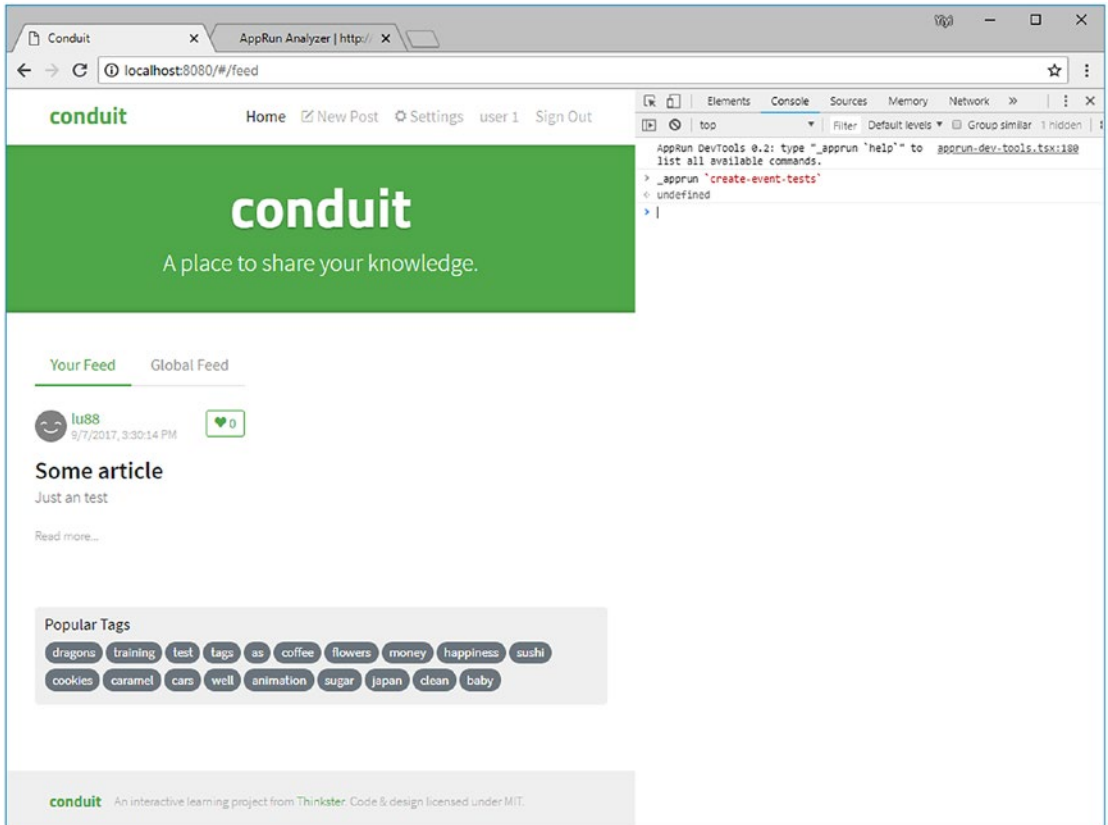 Conduit
AppRun Analyzer | http://
localhost:8080/#/feed
conduit Home New Post Settings user 1 Sign Out
conduit
A place to share your knowledge.
Your Feed Global Feed
lu88
9/7/2017, 3:30:14 PM
0
Some article
Just an test
Read more...
Popular Tags
dragons training test tags as coffee flowers money happiness sushi
cookies caramel cars well animation sugar japan clean baby
conduit An interactive learning project from Thinkster. Code & design licensed under MIT.
Elements Console Sources Memory Network »
top Filter Default levels Group similar 1 hidden
AppRun DevTools 0.2: type "_apprun `help`" to apprun-dev-tools.tsx:180
list all available commands.
> _apprun `create-event-tests`
< undefined
>